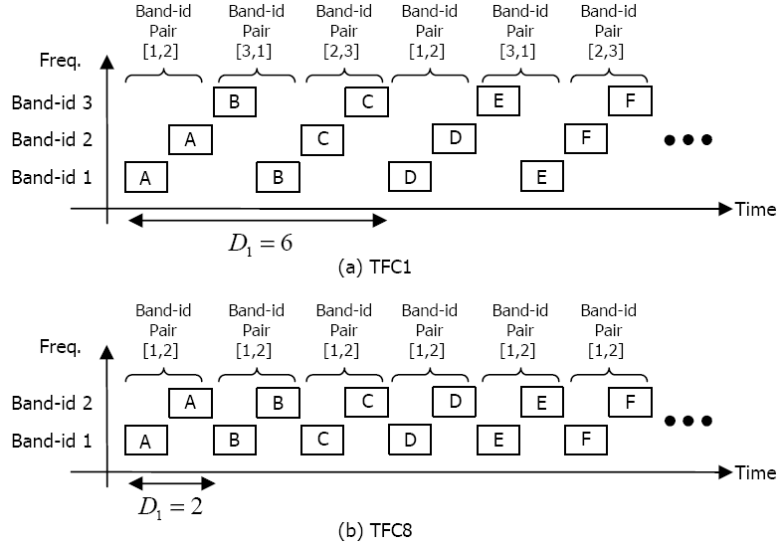 Band-id Pair [1,2]
Band-id Pair [3,1]
Band-id Pair [2,3]
Band-id Pair [1,2]
Band-id Pair [3,1]
Band-id Pair [2,3]
Freq.
Band-id 3
B
C
E
F
Band-id 2
A
C
D
F
Band-id 1
A
B
D
E
Time
D₁ = 6
(a) TFC1
Band-id Pair [1,2]
Band-id Pair [1,2]
Band-id Pair [1,2]
Band-id Pair [1,2]
Band-id Pair [1,2]
Band-id Pair [1,2]
Freq.
Band-id 2
A
B
C
D
E
F
Band-id 1
A
B
C
D
E
F
Time
D₁ = 2
(b) TFC8